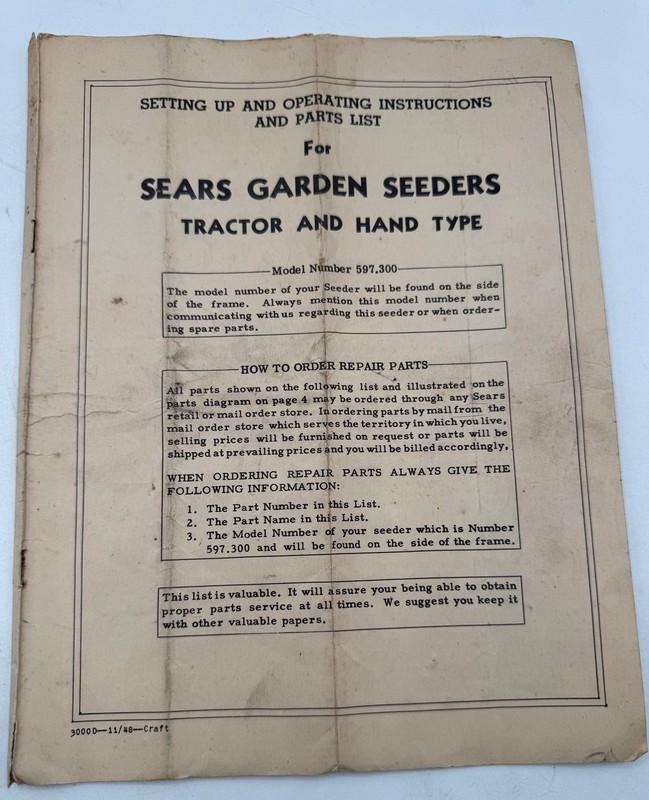 SETTING UP AND OPERATING INSTRUCTIONS
AND PARTS LIST
For
SEARS GARDEN SEEDERS
TRACTOR AND HAND TYPE
Model Number 597.300
The model number of your Seeder will be found on the side
of the frame. Always mention this model number when
communicating with us regarding this seeder or when order-
ing spare parts.
HOW TO ORDER REPAIR PARTS
All parts shown on the following list and illustrated on the
parts diagram on page 4 may be ordered through any Sears
retail or mail order store. In ordering parts by mail from the
mail order store which serves the territory in which you live,
selling prices will be furnished on request or parts will be
shipped at prevailing prices and you will be billed accordingly,
WHEN ORDERING REPAIR PARTS ALWAYS GIVE THE
FOLLOWING INFORMATION:
1. The Part Number in this List.
2. The Part Name in this List.
3. The Model Number of your seeder which is Number
597.300 and will be found on the side of the frame.
This list is valuable. It will assure your being able to obtain
proper parts service at all times. We suggest you keep it
with other valuable papers.
3000D--11/48--Craft